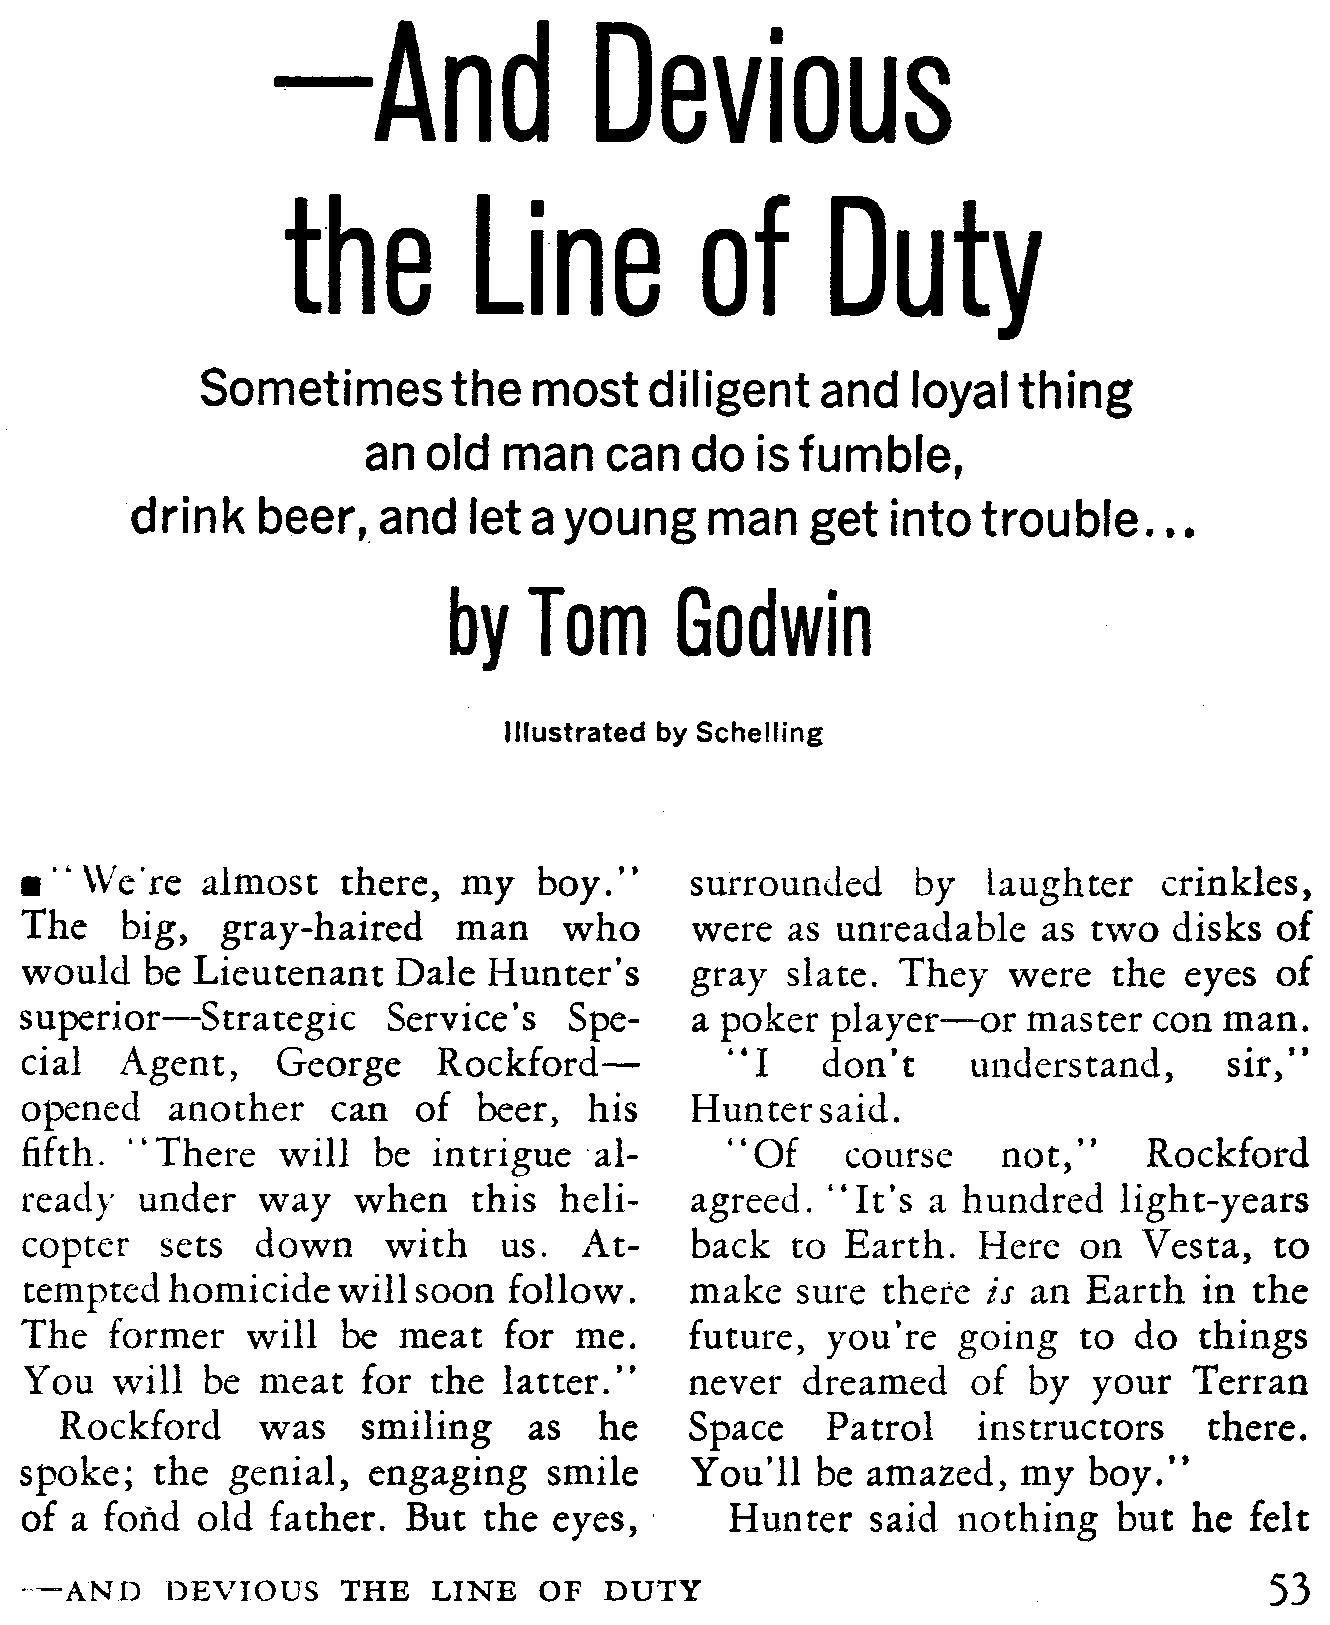 —And Devious
the Line of Duty
Sometimes the most diligent and loyal thing
an old man can do is fumble,
drink beer, and let a young man get into trouble...
by Tom Godwin
Illustrated by Schelling
■ "We're almost there, my boy."
The big, gray-haired man who
would be Lieutenant Dale Hunter's
superior—Strategic Service's Spe-
cial Agent, George Rockford—
opened another can of beer, his
fifth. "There will be intrigue al-
ready under way when this heli-
copter sets down with us. At-
tempted homicide will soon follow.
The former will be meat for me.
You will be meat for the latter."
Rockford was smiling as he
spoke; the genial, engaging smile
of a fond old father. But the eyes,
surrounded by laughter crinkles,
were as unreadable as two disks of
gray slate. They were the eyes of
a poker player—or master con man.
"I don't understand, sir,"
Hunter said.
"Of course not," Rockford
agreed. "It's a hundred light-years
back to Earth. Here on Vesta, to
make sure there is an Earth in the
future, you're going to do things
never dreamed of by your Terran
Space Patrol instructors there.
You'll be amazed, my boy."
Hunter said nothing but he felt
—AND DEVIOUS THE LINE OF DUTY
53